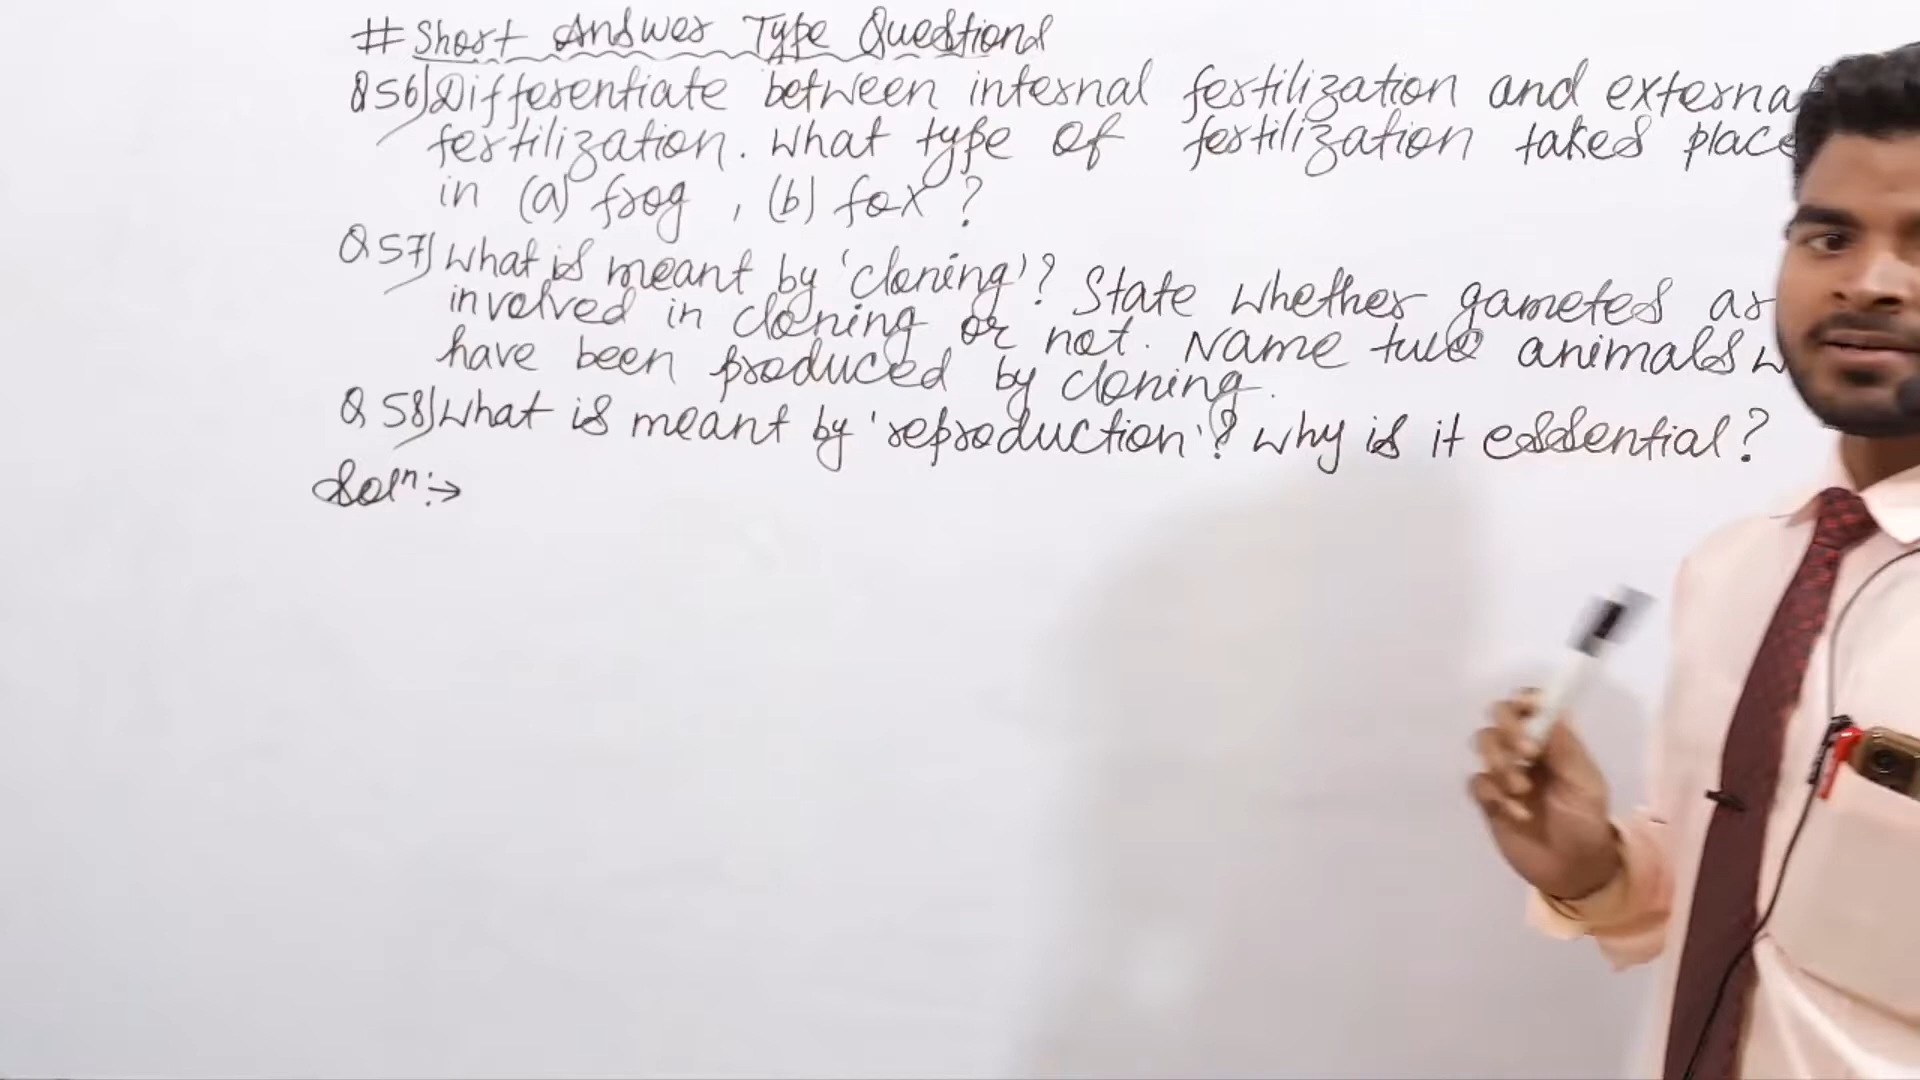 # Short Answer Type Questions
Q56) Differentiate between internal fertilization and external
fertilization. What type of fertilization takes place
in (a) frog, (b) fox?
Q57) What is meant by 'cloning'? State whether gametes
involved in cloning or not. Name two animals
have been produced by cloning.
Q58) What is meant by 'reproduction'? Why is it essential?
Solⁿ:→